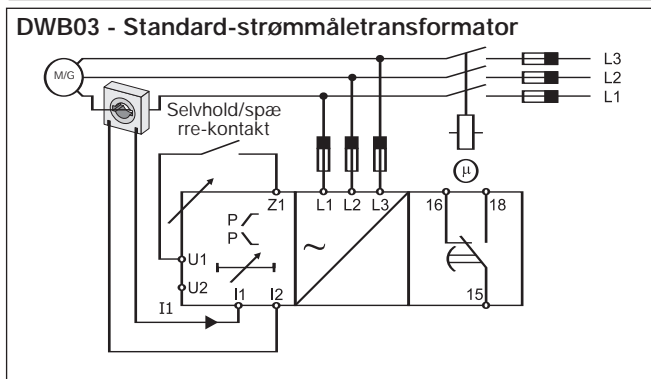 DWB03 - Standard-strømmåletransformator
L3
M/G
L2
L1
Selvhold/spæ
rre-kontakt
µ
Z1
L1 L2 L3
16
18
P
P
~
U1
U2
I1
I1
I2
15